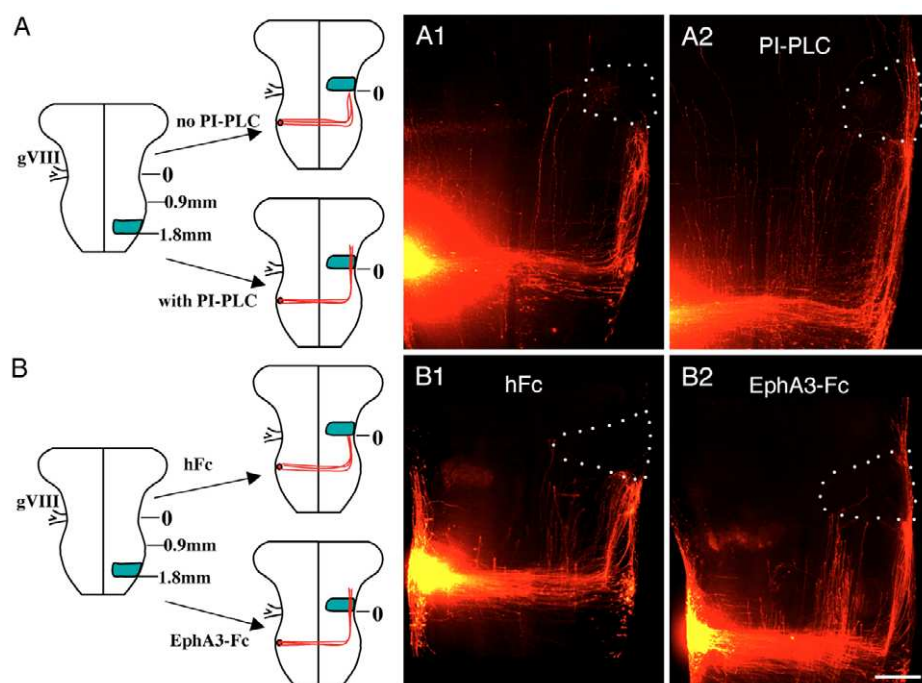 A
gVIII
0
0.9mm
1.8mm
no PI-PLC
0
with PI-PLC
0
A1
A2
PI-PLC
B
gVIII
0
0.9mm
1.8mm
hFc
0
EphA3-Fc
0
B1
hFc
B2
EphA3-Fc